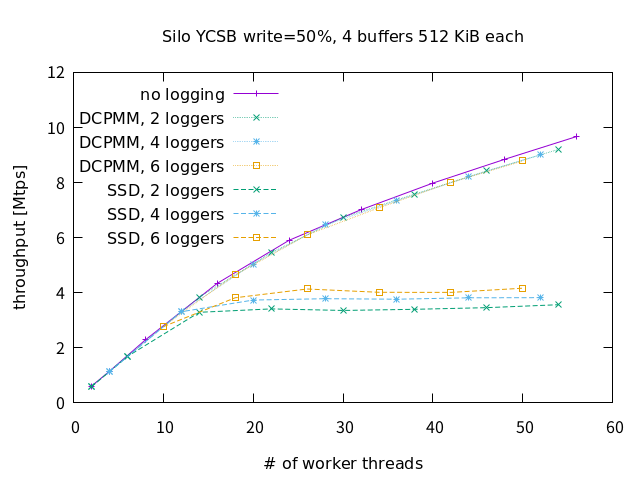 Silo YCSB write=50%, 4 buffers 512 KiB each
throughput [Mtps]
12
10
8
6
4
2
0
no logging
DCPMM, 2 loggers
DCPMM, 4 loggers
DCPMM, 6 loggers
SSD, 2 loggers
SSD, 4 loggers
SSD, 6 loggers
0 10 20 30 40 50 60
# of worker threads